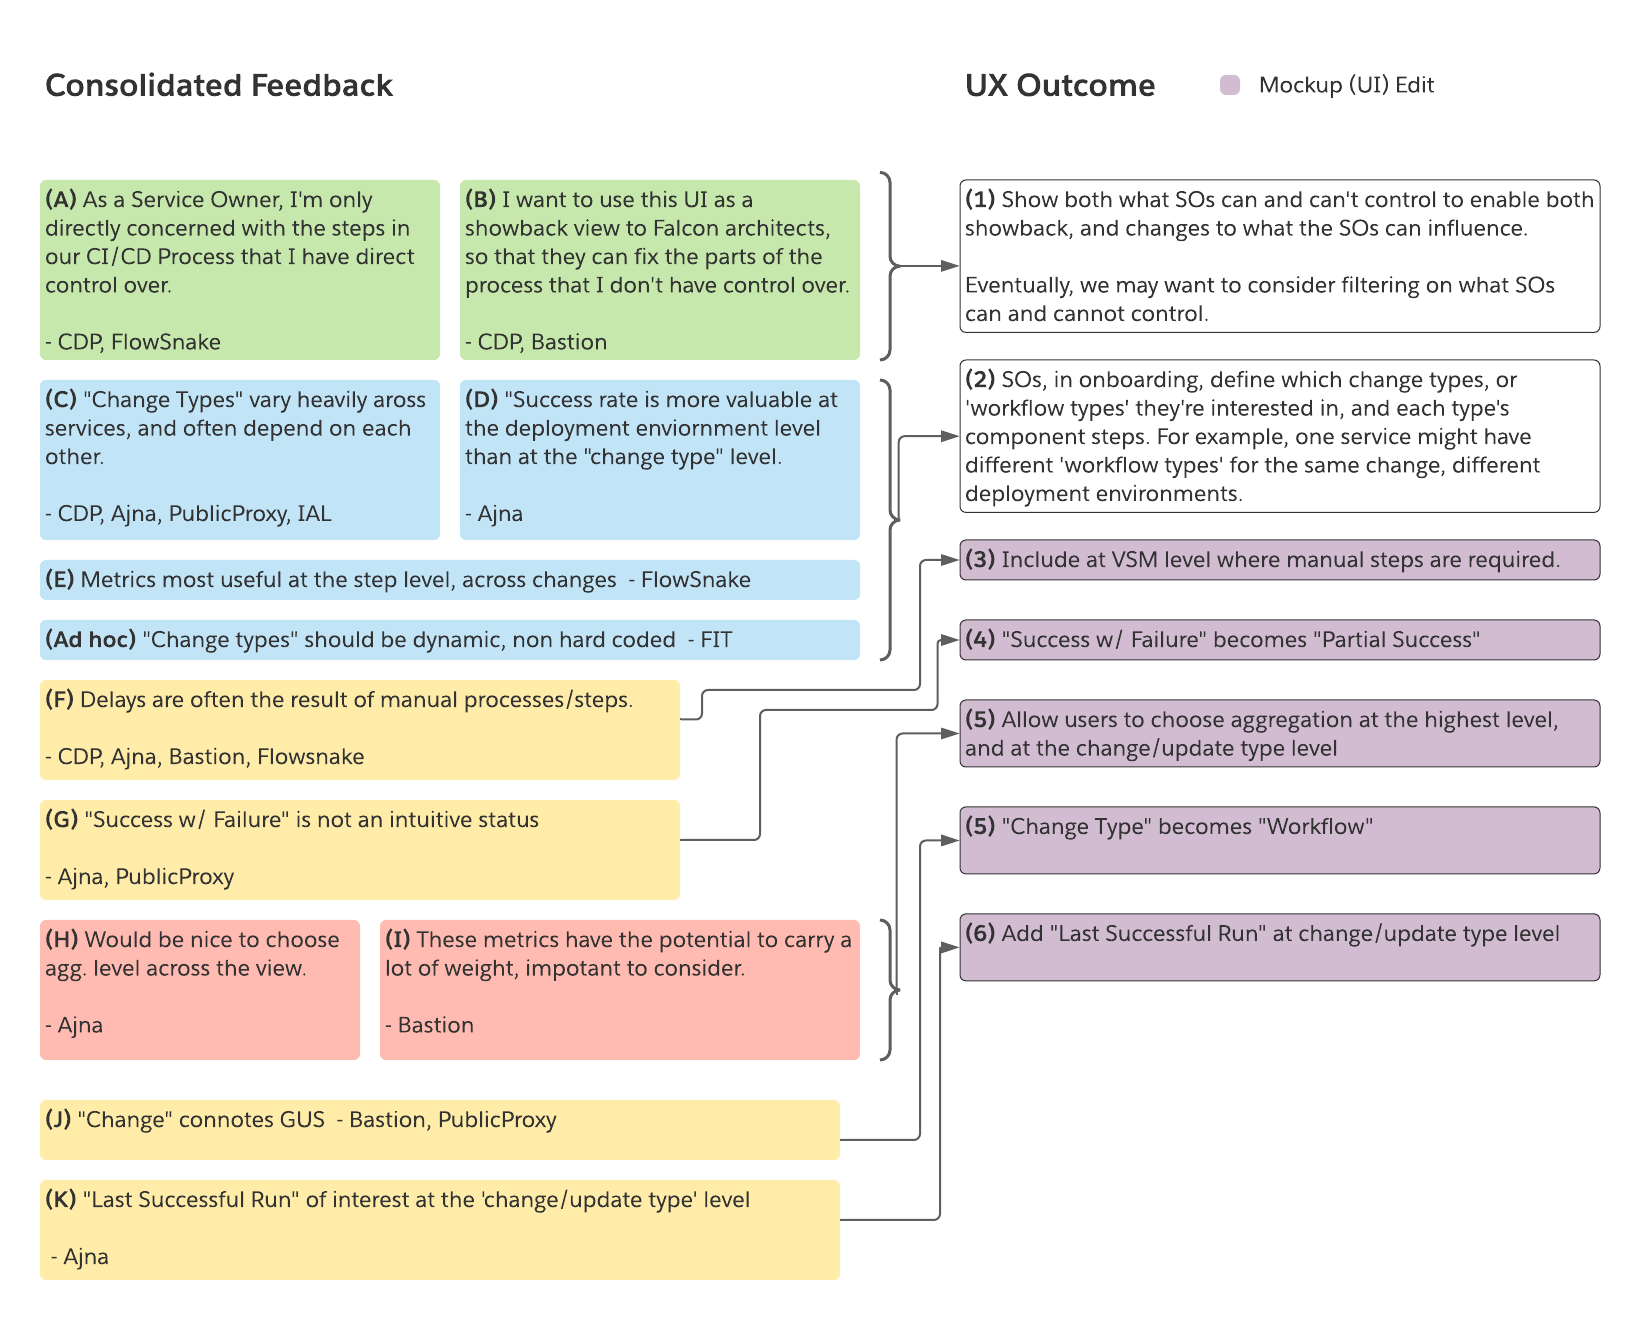 Consolidated Feedback
UX Outcome
Mockup (UI) Edit
(A) As a Service Owner, I'm only
directly concerned with the steps in
our CI/CD Process that I have direct
control over.
- CDP, FlowSnake
(B) I want to use this UI as a
showback view to Falcon architects,
so that they can fix the parts of the
process that I don't have control over.
- CDP, Bastion
(1) Show both what SOs can and can't control to enable both
showback, and changes to what the SOs can influence.
Eventually, we may want to consider filtering on what SOs
can and cannot control.
(C) "Change Types" vary heavily aross
services, and often depend on each
other.
- CDP, Ajna, PublicProxy, IAL
(D) "Success rate is more valuable at
the deployment enviornment level
than at the "change type" level.
- Ajna
(2) SOs, in onboarding, define which change types, or
'workflow types' they're interested in, and each type's
component steps. For example, one service might have
different 'workflow types' for the same change, different
deployment environments.
(E) Metrics most useful at the step level, across changes  - FlowSnake
(3) Include at VSM level where manual steps are required.
(Ad hoc) "Change types" should be dynamic, non hard coded  - FIT
(4) "Success w/ Failure" becomes "Partial Success"
(F) Delays are often the result of manual processes/steps.
- CDP, Ajna, Bastion, Flowsnake
(5) Allow users to choose aggregation at the highest level,
and at the change/update type level
(G) "Success w/ Failure" is not an intuitive status
- Ajna, PublicProxy
(5) "Change Type" becomes "Workflow"
(H) Would be nice to choose
agg. level across the view.
- Ajna
(I) These metrics have the potential to carry a
lot of weight, impotant to consider.
- Bastion
(6) Add "Last Successful Run" at change/update type level
(J) "Change" connotes GUS  - Bastion, PublicProxy
(K) "Last Successful Run" of interest at the 'change/update type' level
- Ajna